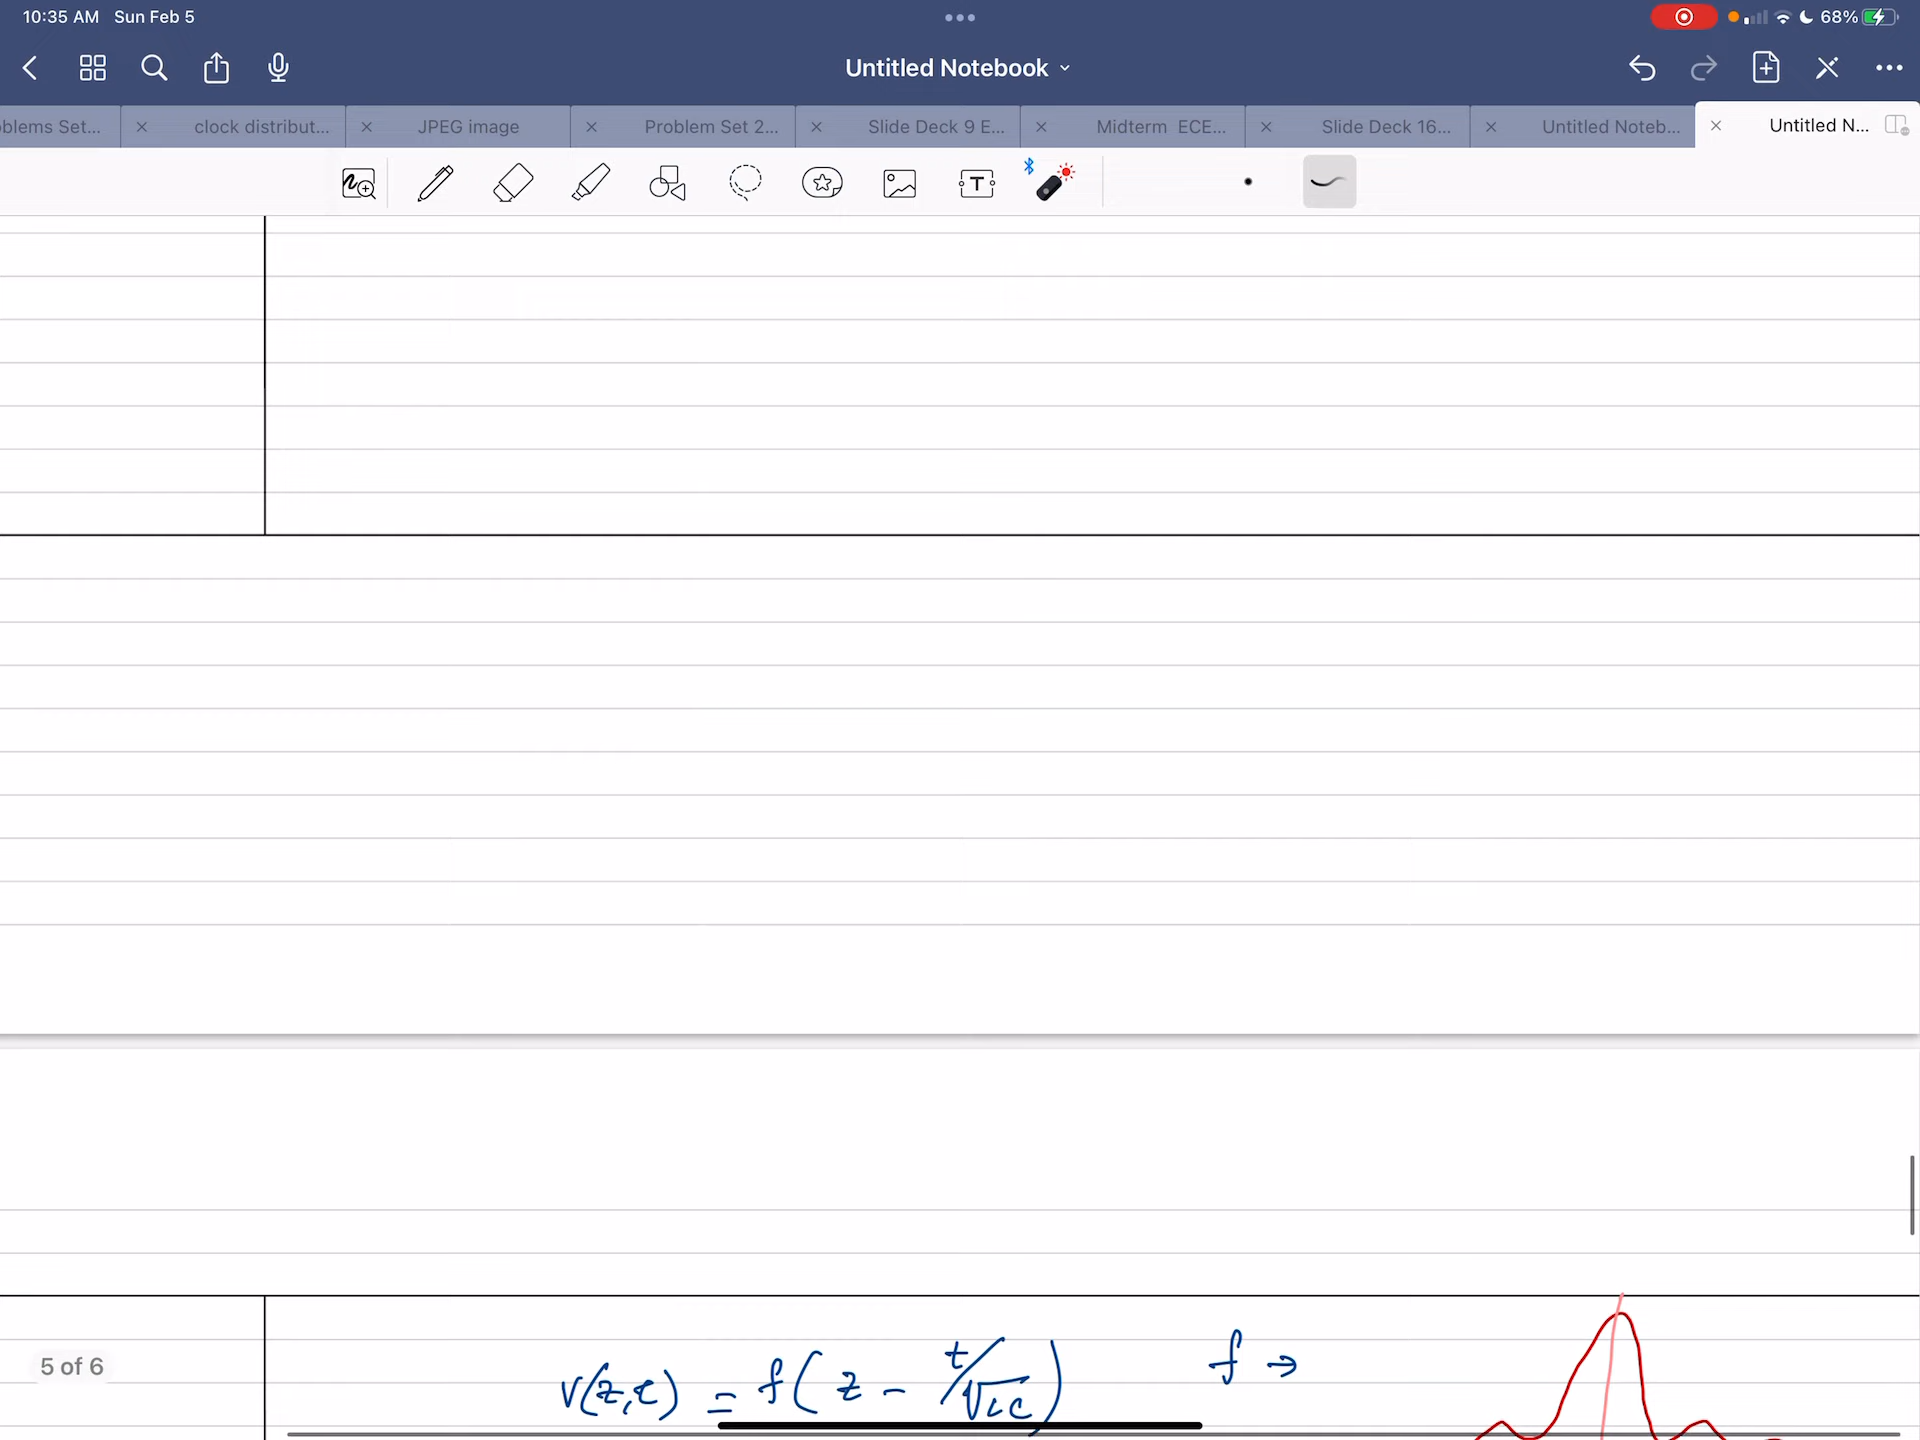 10:35 AM Sun Feb 5
68%
Untitled Notebook
oblems Set...
clock distribut...
JPEG image
Problem Set 2...
Slide Deck 9 E...
Midterm ECE...
Slide Deck 16...
Untitled Noteb...
Untitled N...
T
5 of 6
v(z,t) = f( z - t/√LC ) f →